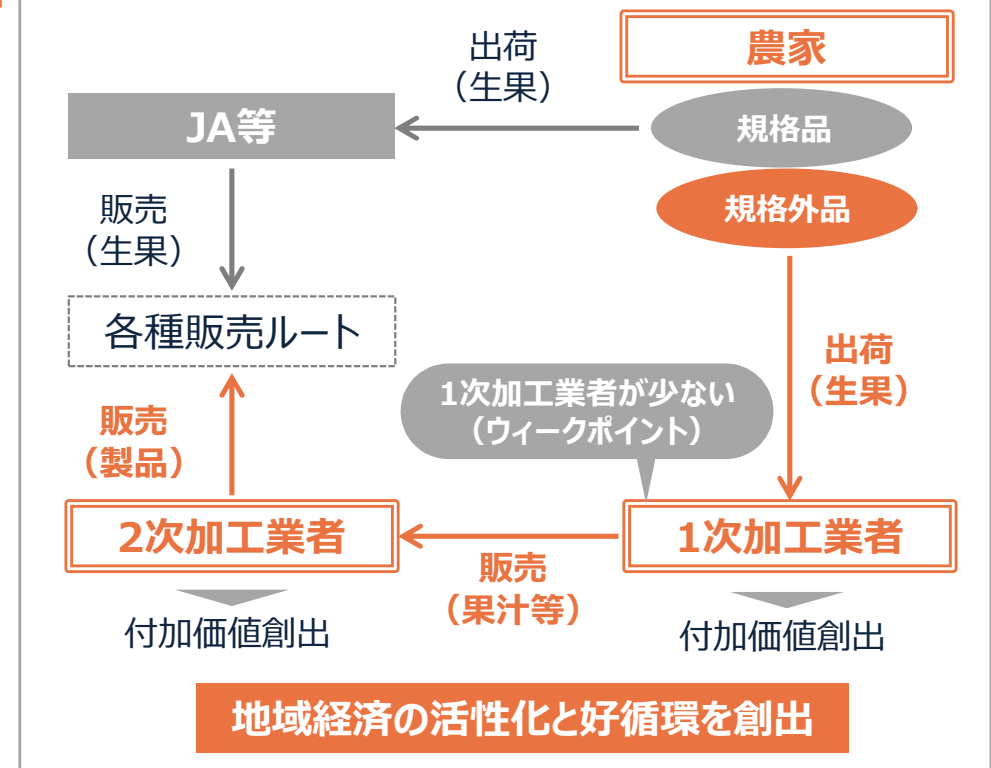 農家
出荷
（生果）
JA等
規格品
規格外品
販売
（生果）
各種販売ルート
出荷
（生果）
1次加工業者が少ない
（ウィークポイント）
販売
（製品）
2次加工業者
1次加工業者
販売
（果汁等）
付加価値創出
付加価値創出
地域経済の活性化と好循環を創出